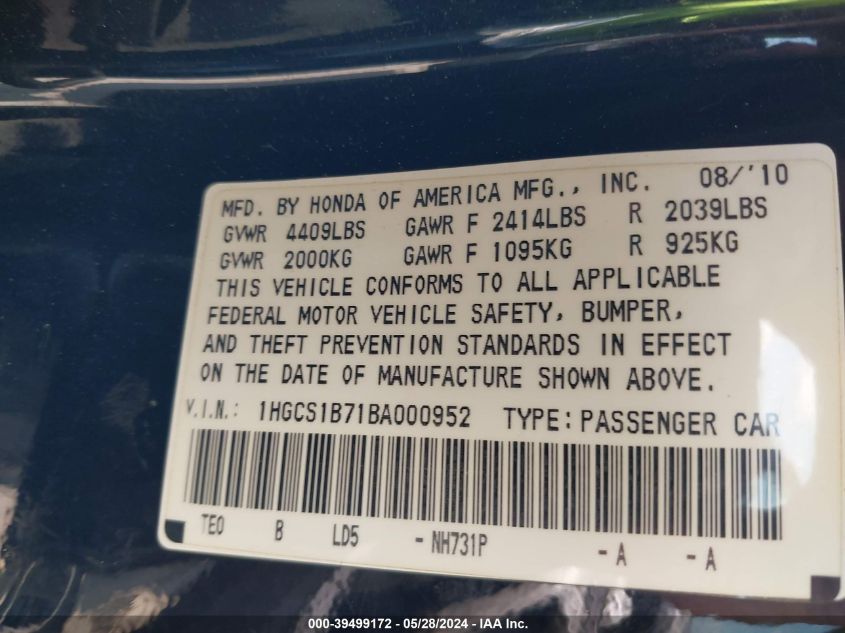 MFD. BY HONDA OF AMERICA MFG., INC. 08/'10
GVWR 4409LBS GAWR F 2414LBS R 2039LBS
GVWR 2000KG GAWR F 1095KG R 925KG
THIS VEHICLE CONFORMS TO ALL APPLICABLE
FEDERAL MOTOR VEHICLE SAFETY, BUMPER,
AND THEFT PREVENTION STANDARDS IN EFFECT
ON THE DATE OF MANUFACTURE SHOWN ABOVE.
V.I.N.: 1HGCS1B71BA000952 TYPE:PASSENGER CAR
TE0 B LD5 -NH731P -A -A
000-39499172 - 05/28/2024 - IAA Inc.